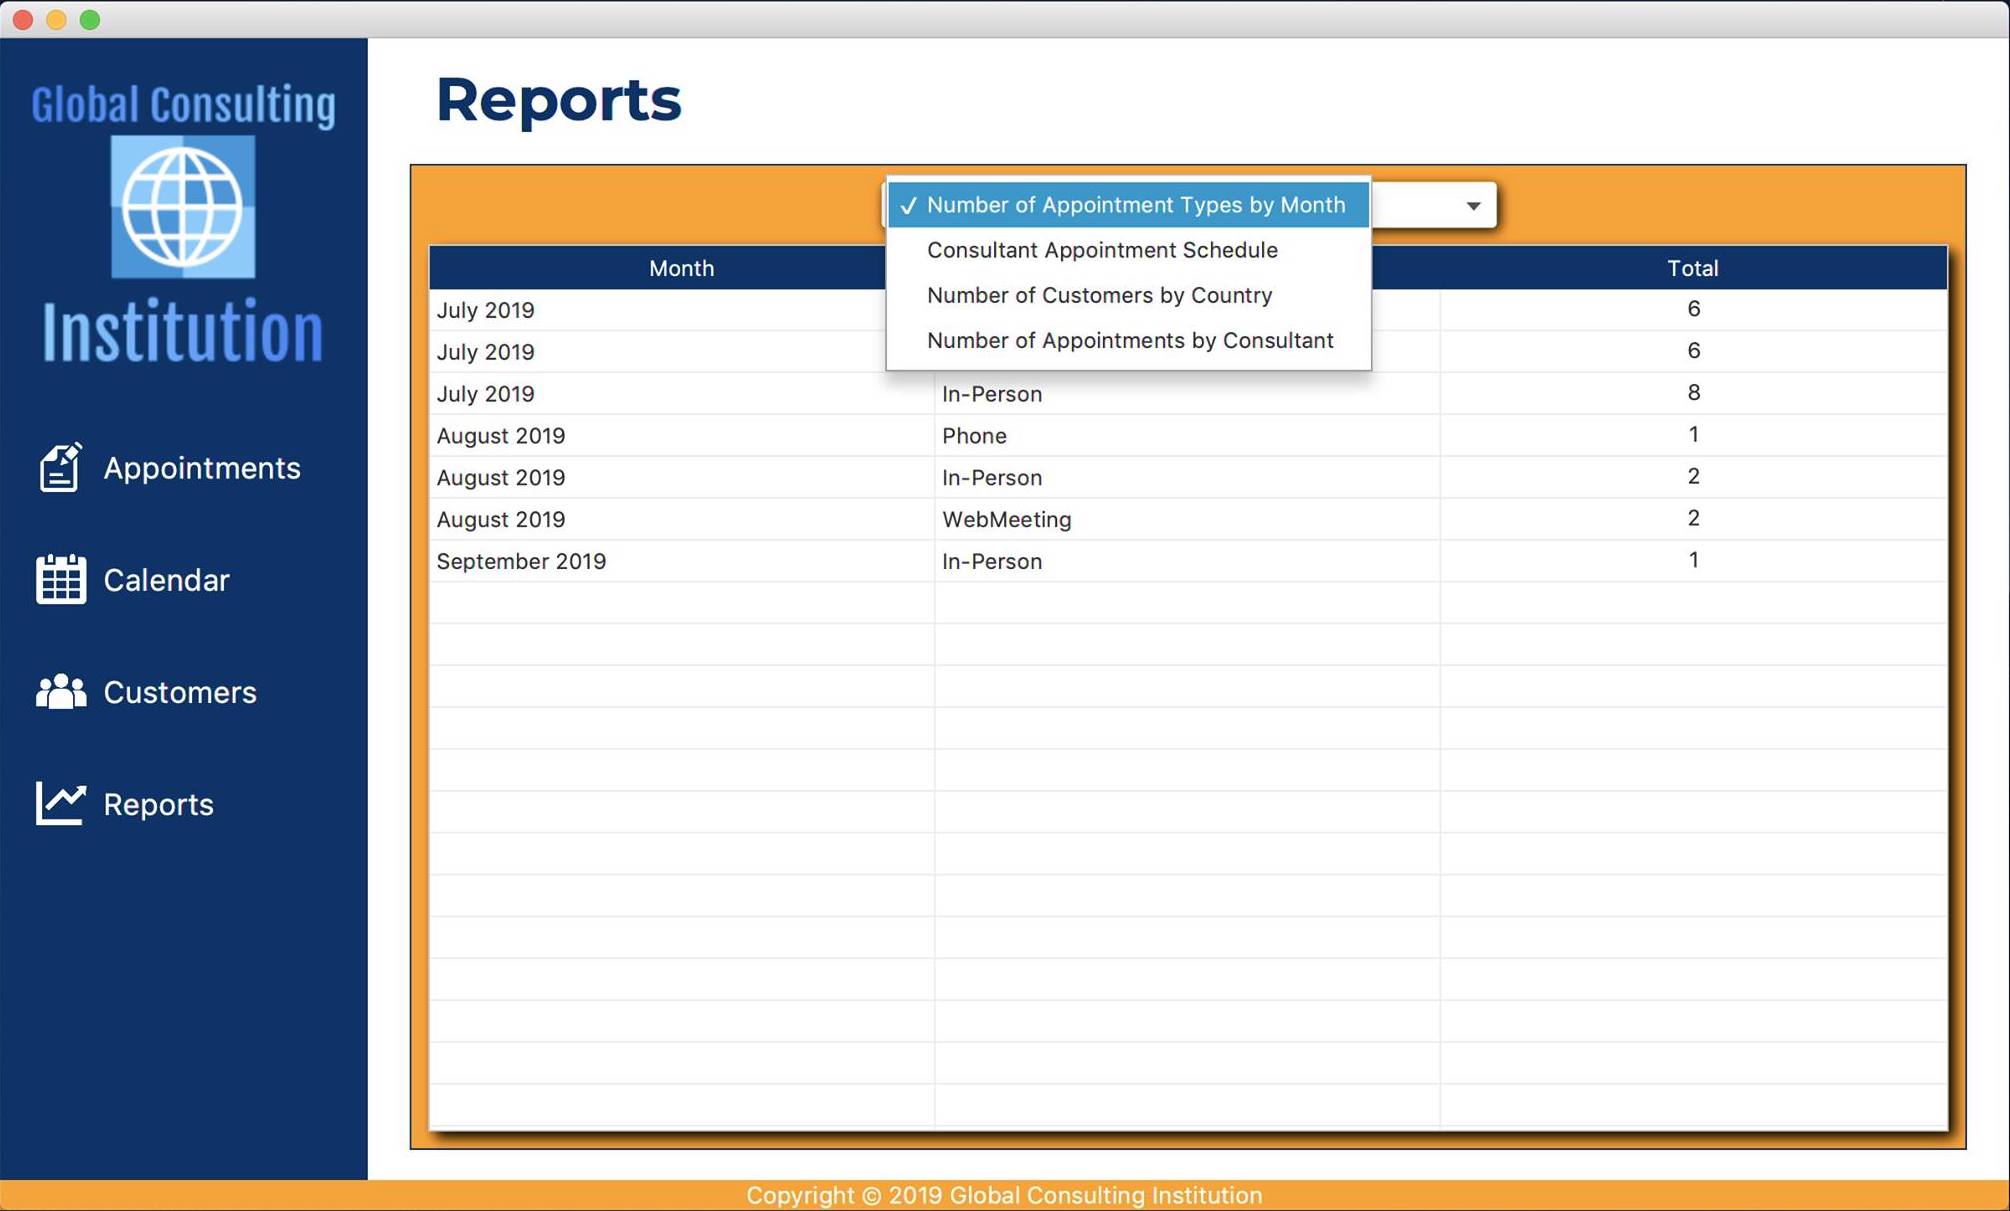 Global Consulting
Institution
Appointments
Calendar
Customers
Reports
Reports
✓ Number of Appointment Types by Month
Consultant Appointment Schedule
Number of Customers by Country
Number of Appointments by Consultant
Month Total
July 2019 6
July 2019 6
July 2019 In-Person 8
August 2019 Phone 1
August 2019 In-Person 2
August 2019 WebMeeting 2
September 2019 In-Person 1
Copyright © 2019 Global Consulting Institution